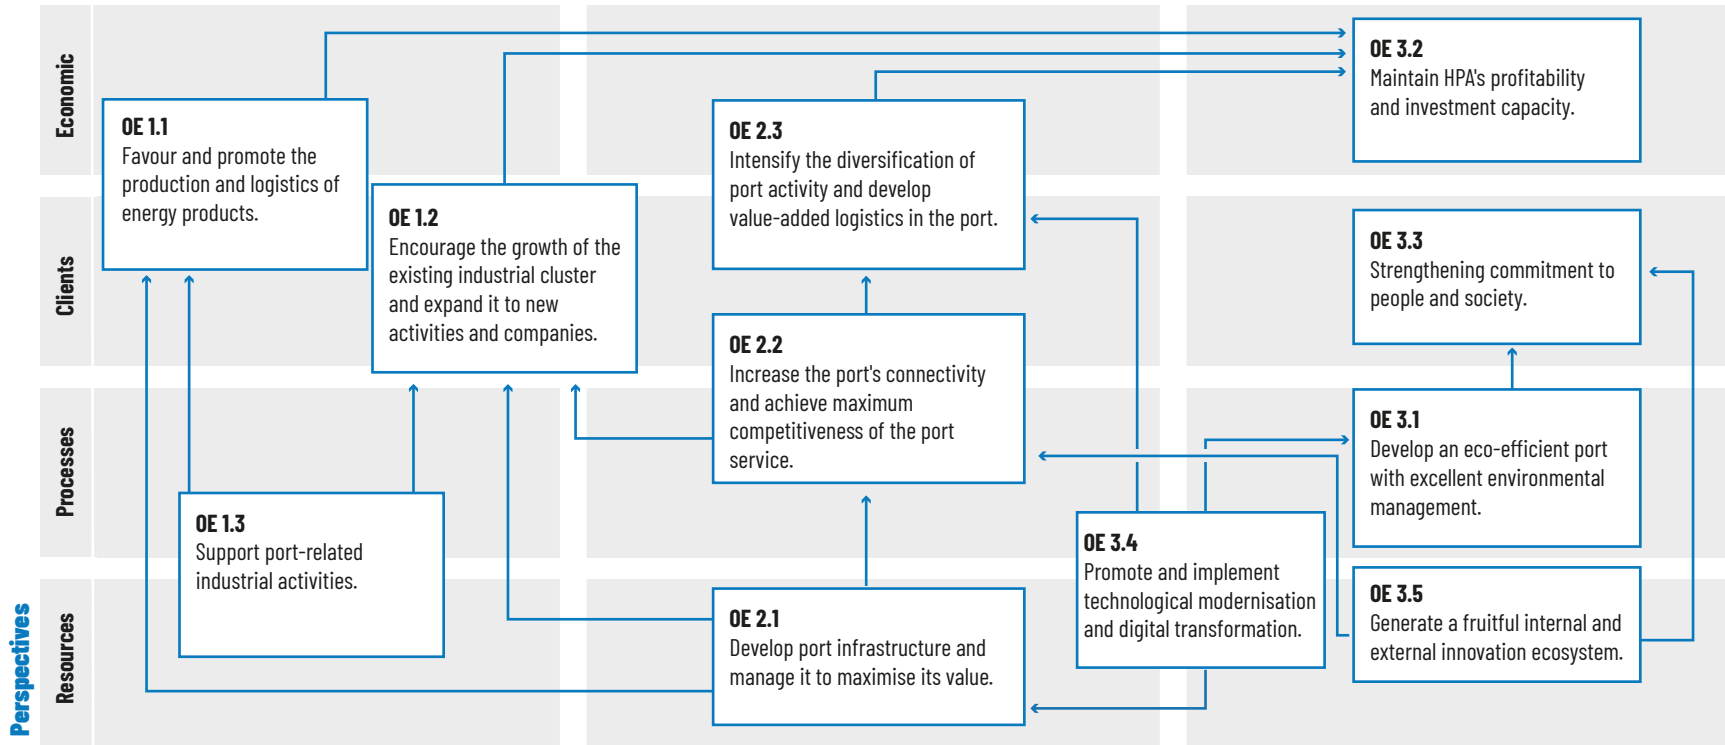 Perspectives
Economic
Clients
Processes
Resources
OE 1.1
Favour and promote the
production and logistics of
energy products.
OE 1.2
Encourage the growth of the
existing industrial cluster
and expand it to new
activities and companies.
OE 1.3
Support port-related
industrial activities.
OE 2.3
Intensify the diversification of
port activity and develop
value-added logistics in the port.
OE 2.2
Increase the port's connectivity
and achieve maximum
competitiveness of the port
service.
OE 2.1
Develop port infrastructure and
manage it to maximise its value.
OE 3.4
Promote and implement
technological modernisation
and digital transformation.
OE 3.2
Maintain HPA's profitability
and investment capacity.
OE 3.3
Strengthening commitment to
people and society.
OE 3.1
Develop an eco-efficient port
with excellent environmental
management.
OE 3.5
Generate a fruitful internal and
external innovation ecosystem.